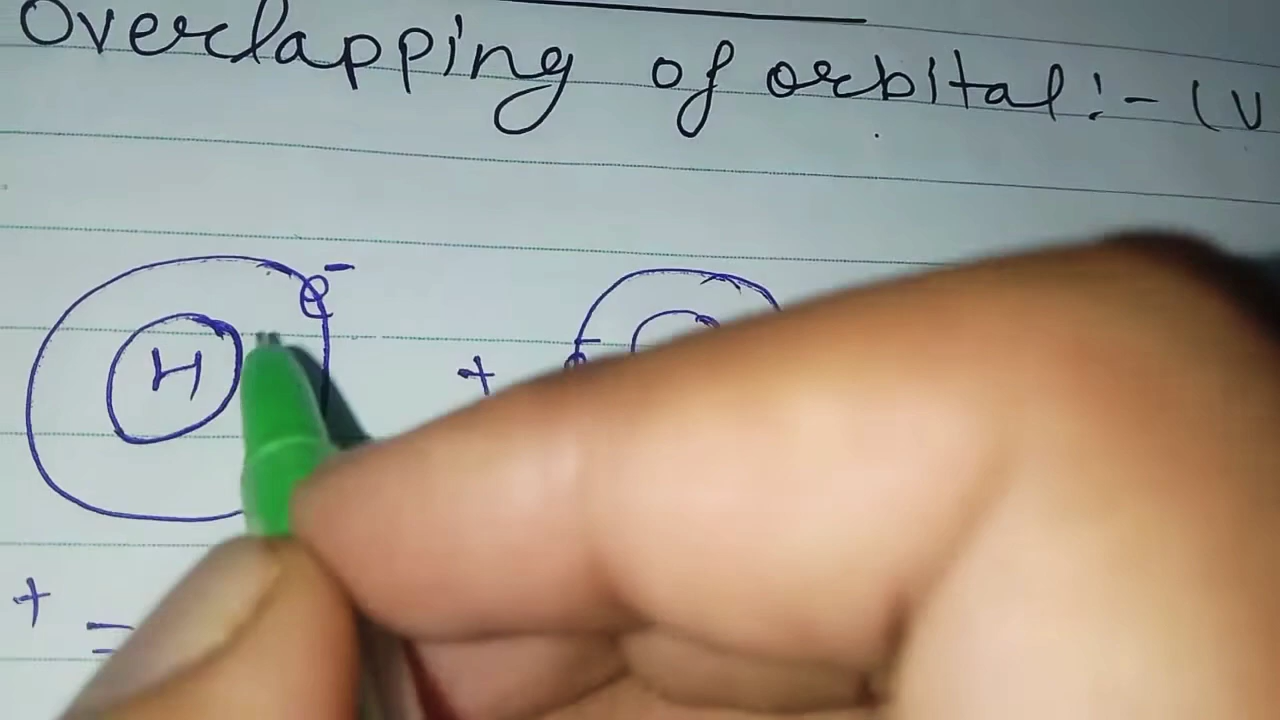 Overlapping of orbital:- (V
e-
H
+
-
+ =